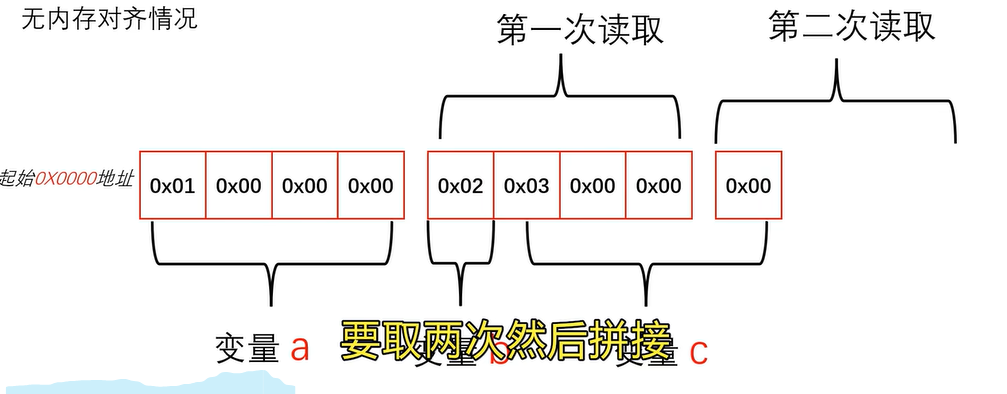 无内存对齐情况
第一次读取
第二次读取
起始0X0000地址
0x01 0x00 0x00 0x00 0x02 0x03 0x00 0x00 0x00
变量 a
变量 b
变量 c
要取两次然后拼接